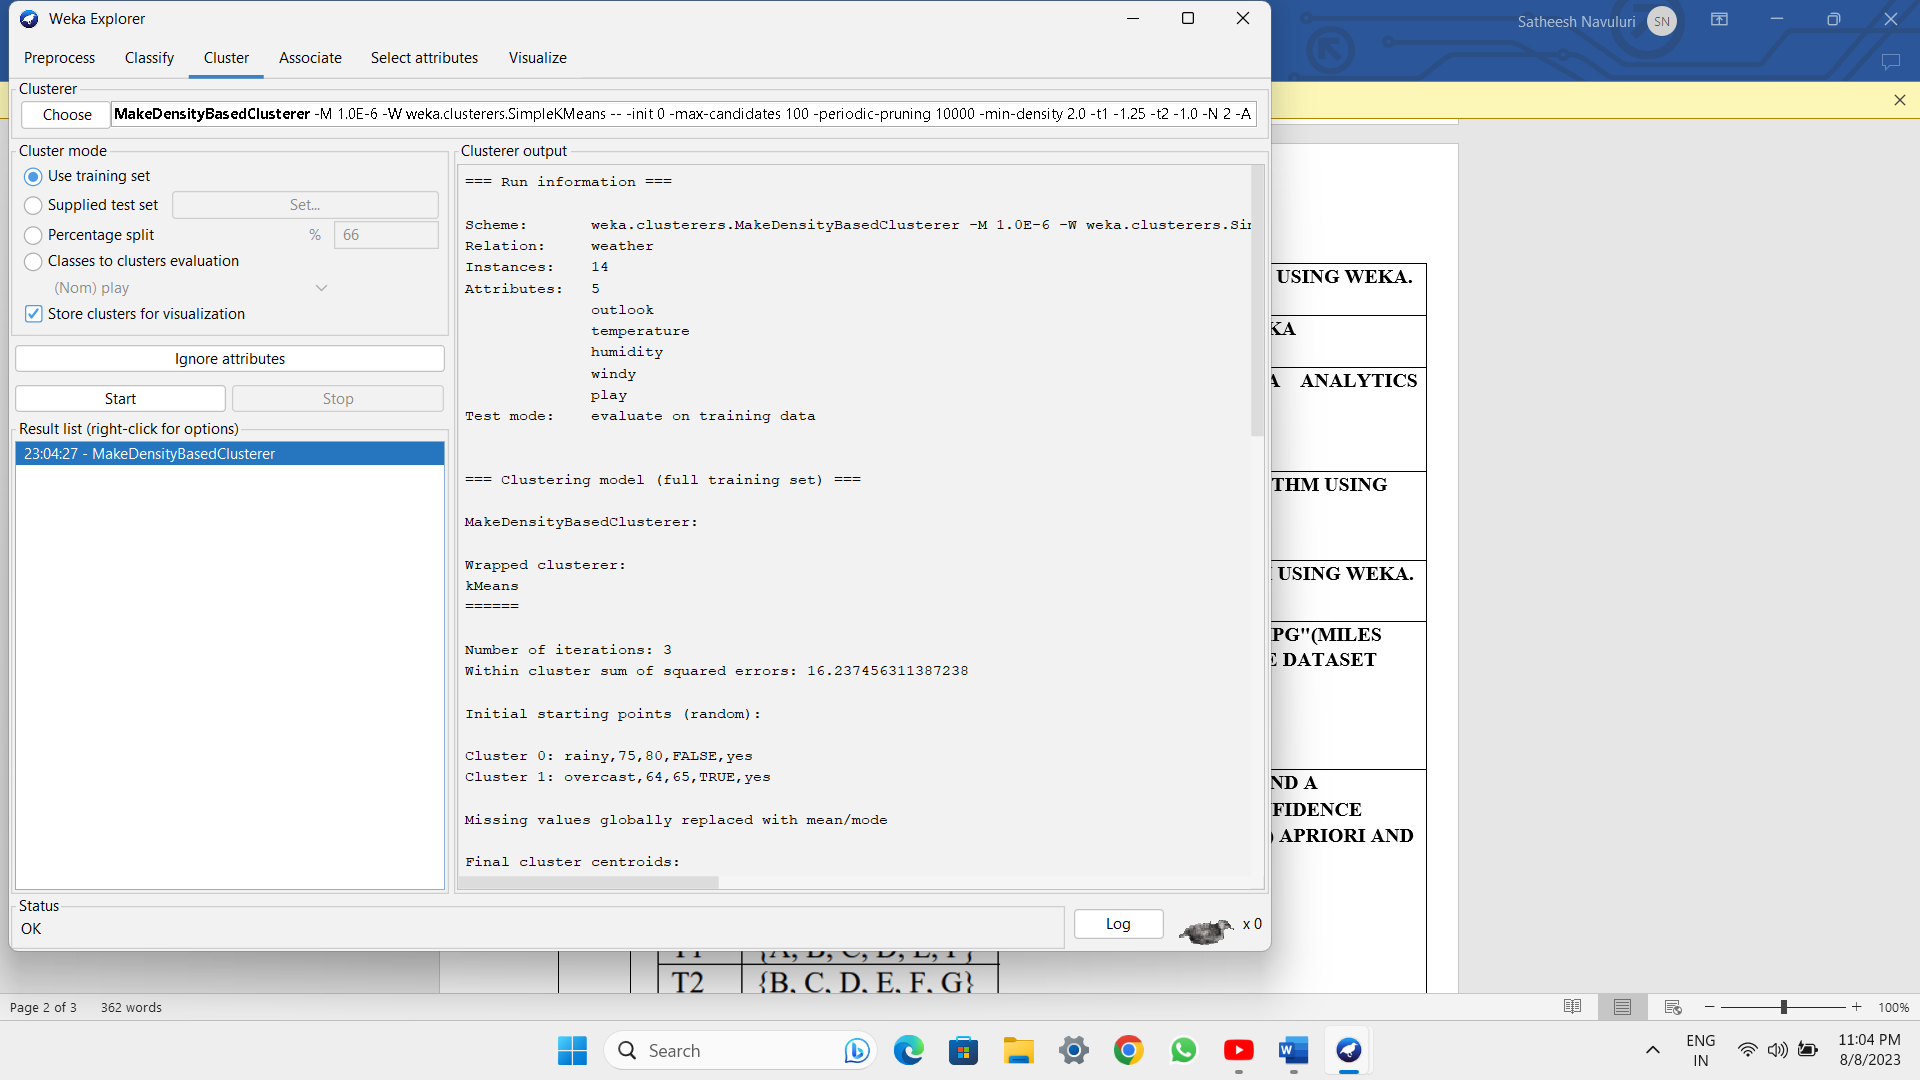 Weka Explorer
Preprocess Classify Cluster Associate Select attributes Visualize
Clusterer
Choose MakeDensityBasedClusterer -M 1.0E-6 -W weka.clusterers.SimpleKMeans -- -init 0 -max-candidates 100 -periodic-pruning 10000 -min-density 2.0 -t1 -1.25 -t2 -1.0 -N 2 -A
Cluster mode
Use training set
Supplied test set Set...
Percentage split % 66
Classes to clusters evaluation
(Nom) play
Store clusters for visualization
Ignore attributes
Start Stop
Result list (right-click for options)
23:04:27 - MakeDensityBasedClusterer
Clusterer output
=== Run information ===
Scheme: weka.clusterers.MakeDensityBasedClusterer -M 1.0E-6 -W weka.clusterers.Sim
Relation: weather
Instances: 14
Attributes: 5
outlook
temperature
humidity
windy
play
Test mode: evaluate on training data
=== Clustering model (full training set) ===
MakeDensityBasedClusterer:
Wrapped clusterer:
kMeans
======
Number of iterations: 3
Within cluster sum of squared errors: 16.237456311387238
Initial starting points (random):
Cluster 0: rainy,75,80,FALSE,yes
Cluster 1: overcast,64,65,TRUE,yes
Missing values globally replaced with mean/mode
Final cluster centroids:
Status
OK
Log
x 0
Satheesh Navuluri SN
USING WEKA.
KA
A ANALYTICS
THM USING
USING WEKA.
PG"(MILES
E DATASET
ND A
FIDENCE
) APRIORI AND
T1 {A, B, C, D, E, F}
T2 {B, C, D, E, F, G}
Page 2 of 3 362 words
100%
Search
ENG
IN
11:04 PM
8/8/2023